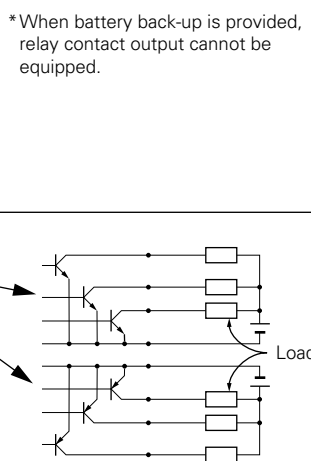 *When battery back-up is provided,
relay contact output cannot be
equipped.
Load